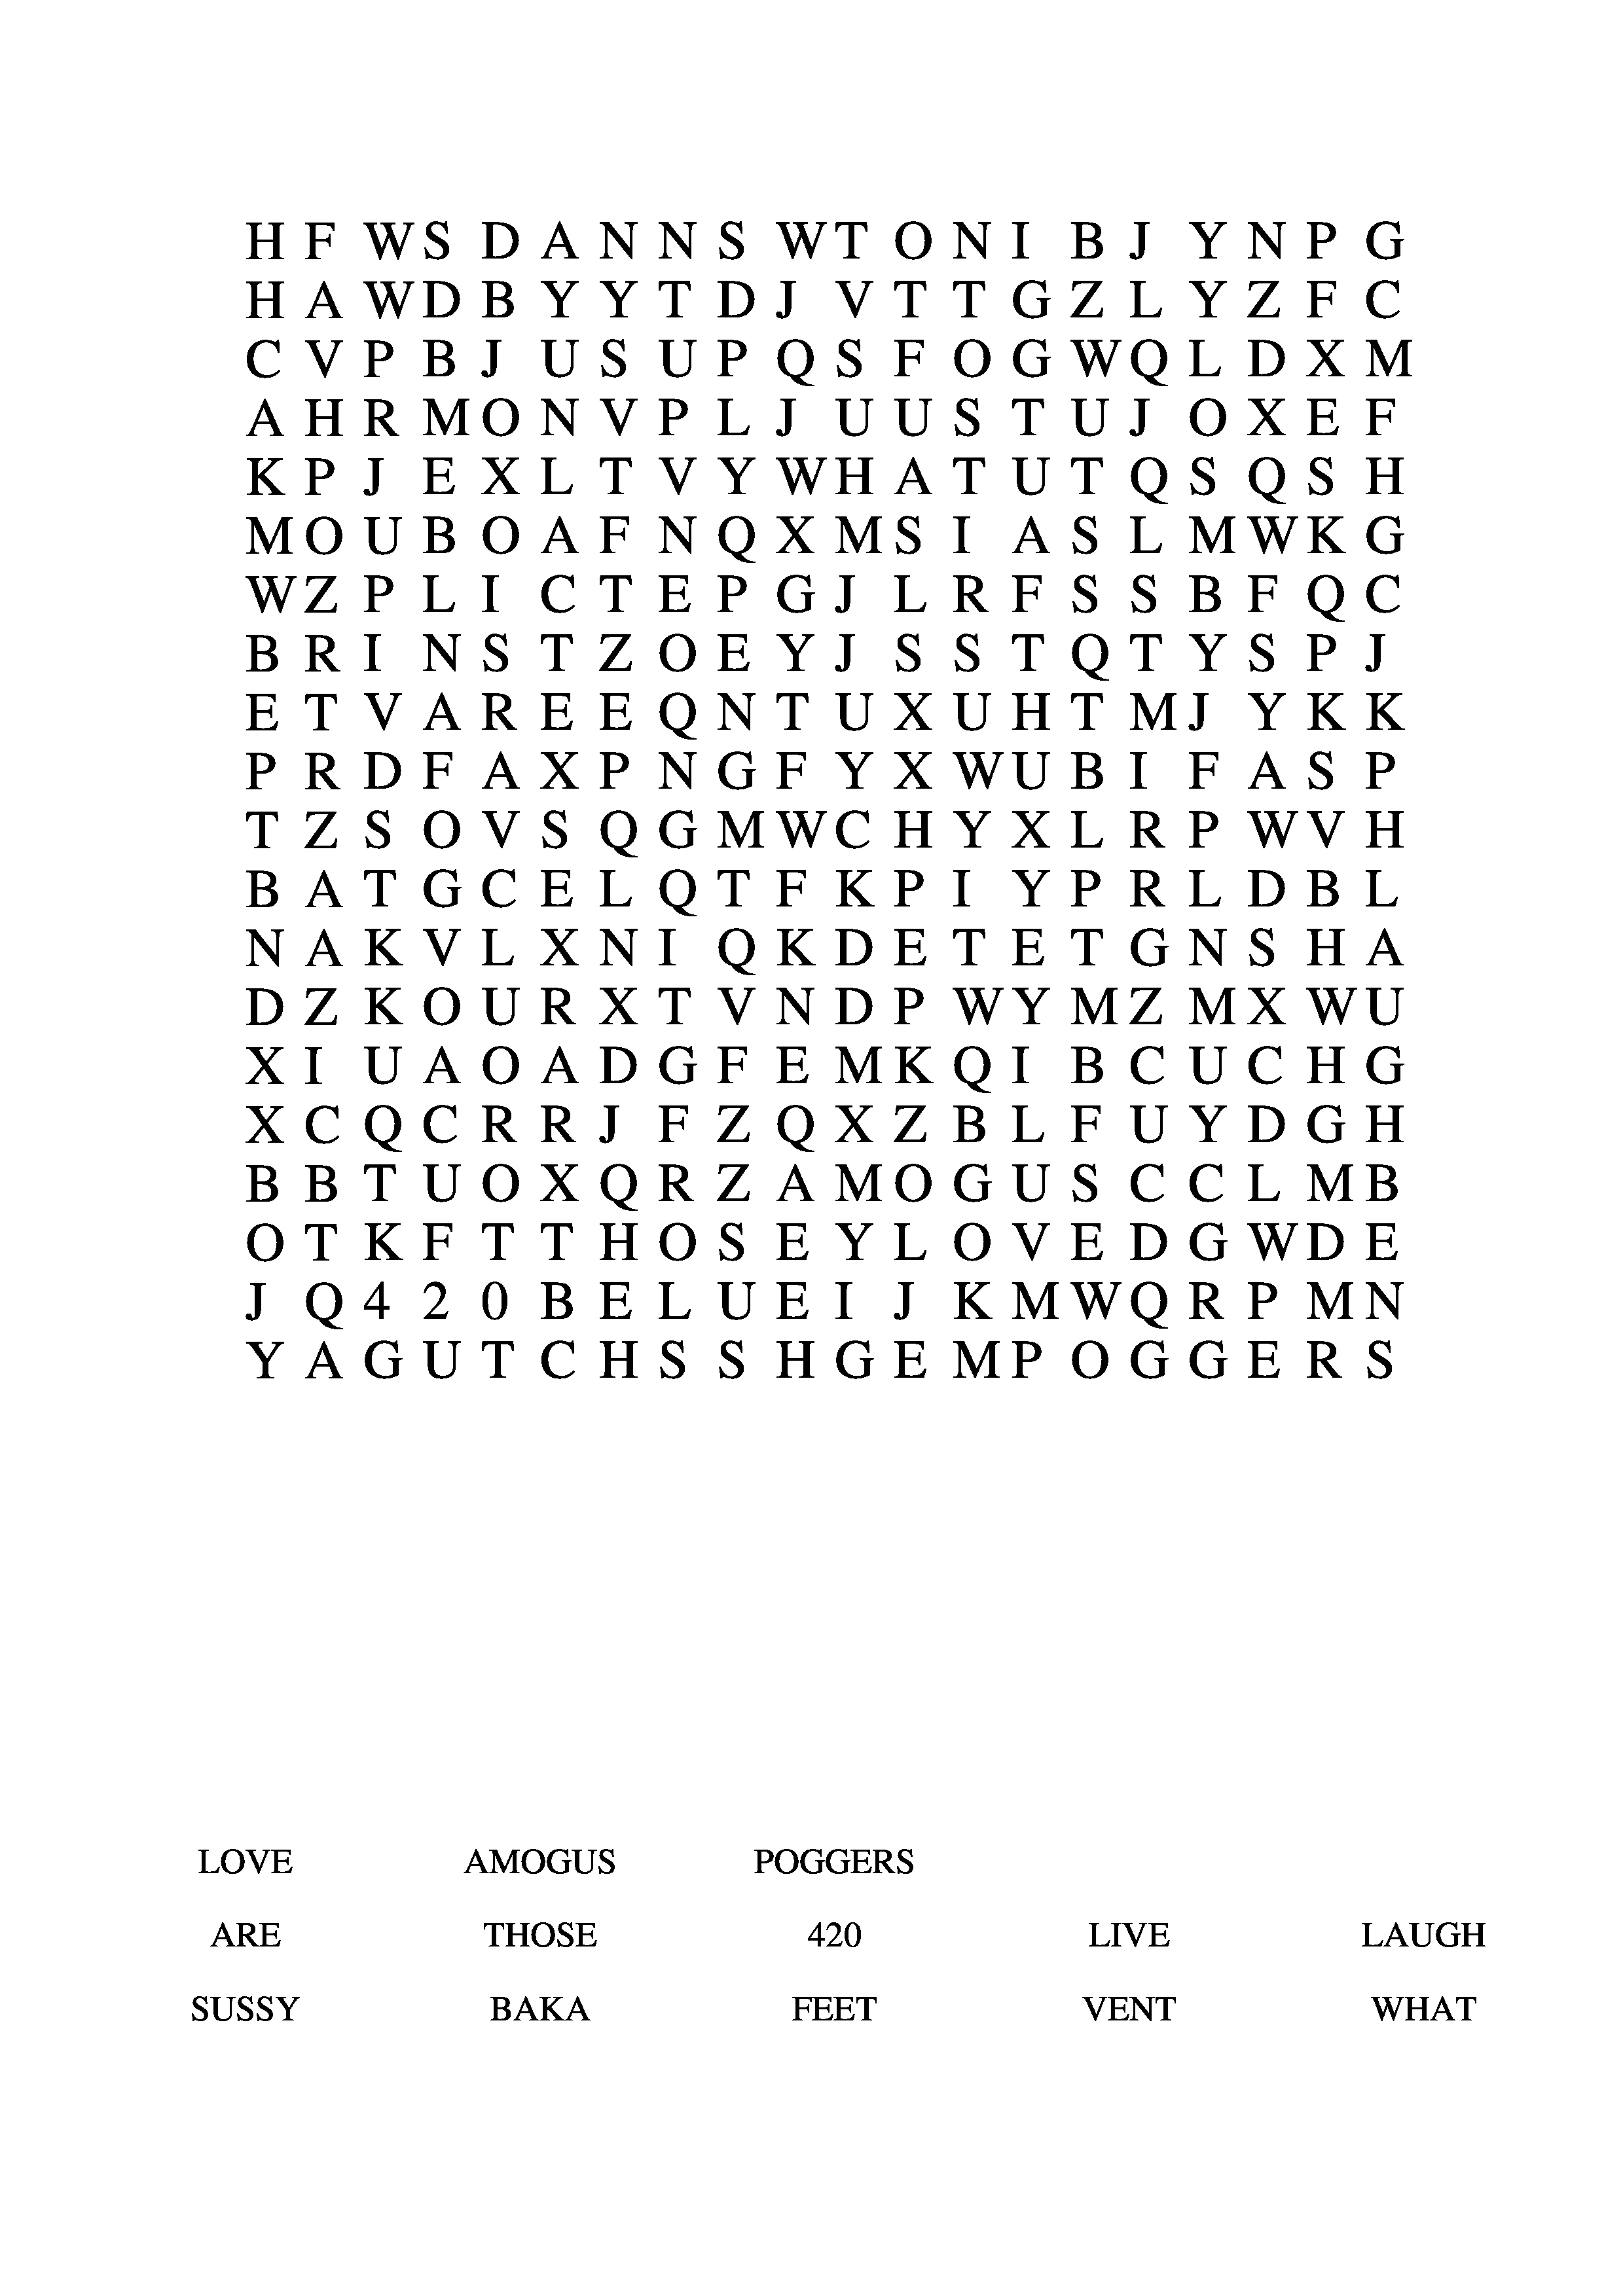 H F W S D A N N S W T O N I B J Y N P G
H A W D B Y Y T D J V T T G Z L Y Z F C
C V P B J U S U P Q S F O G W Q L D X M
A H R M O N V P L J U U S T U J O X E F
K P J E X L T V Y W H A T U T Q S Q S H
M O U B O A F N Q X M S I A S L M W K G
W Z P L I C T E P G J L R F S S B F Q C
B R I N S T Z O E Y J S S T Q T Y S P J
E T V A R E E Q N T U X U H T M J Y K K
P R D F A X P N G F Y X W U B I F A S P
T Z S O V S Q G M W C H Y X L R P W V H
B A T G C E L Q T F K P I Y P R L D B L
N A K V L X N I Q K D E T E T G N S H A
D Z K O U R X T V N D P W Y M Z M X W U
X I U A O A D G F E M K Q I B C U C H G
X C Q C R R J F Z Q X Z B L F U Y D G H
B B T U O X Q R Z A M O G U S C C L M B
O T K F T T H O S E Y L O V E D G W D E
J Q 4 2 0 B E L U E I J K M W Q R P M N
Y A G U T C H S S H G E M P O G G E R S
LOVE AMOGUS POGGERS
ARE THOSE 420 LIVE LAUGH
SUSSY BAKA FEET VENT WHAT